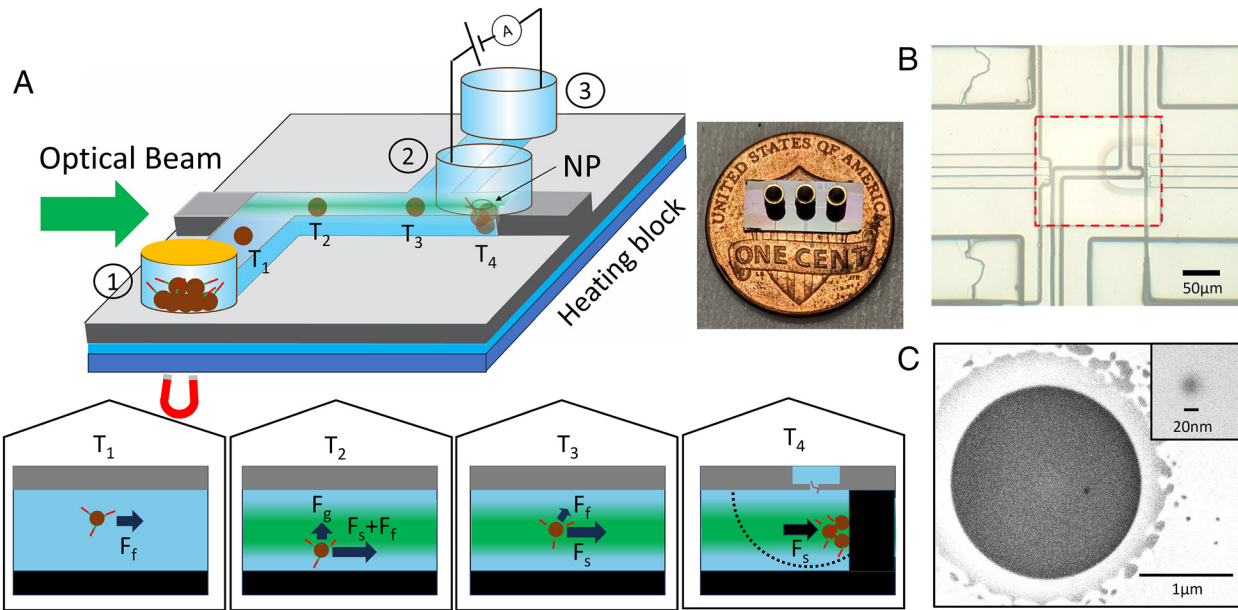 A
Optical Beam
A
1
2
3
NP
T1
T2
T3
T4
Heating block
UNITED STATES OF AMERICA
ONE CENT
B
50μm
C
20nm
1μm
T1
Ff
T2
Fg
Fs+Ff
T3
Ff
Fs
T4
Fs